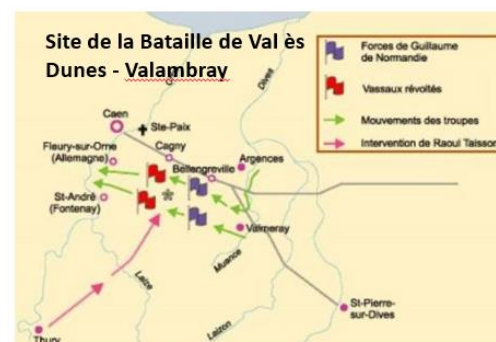 Site de la Bataille de Val ès
Dunes - Valambray
Forces de Guillaume
de Normandie
Vassaux révoltés
Mouvements des troupes
Intervention de Raoul Taisson
Dives
Caen
Ste-Paix
Fleury-sur-Orne
(Allemagne)
Cagny
Argences
Bellengreville
St-André
(Fontenay)
Valmeray
Muance
Laize
St-Pierre-
sur-Dives
Laizon
Thury